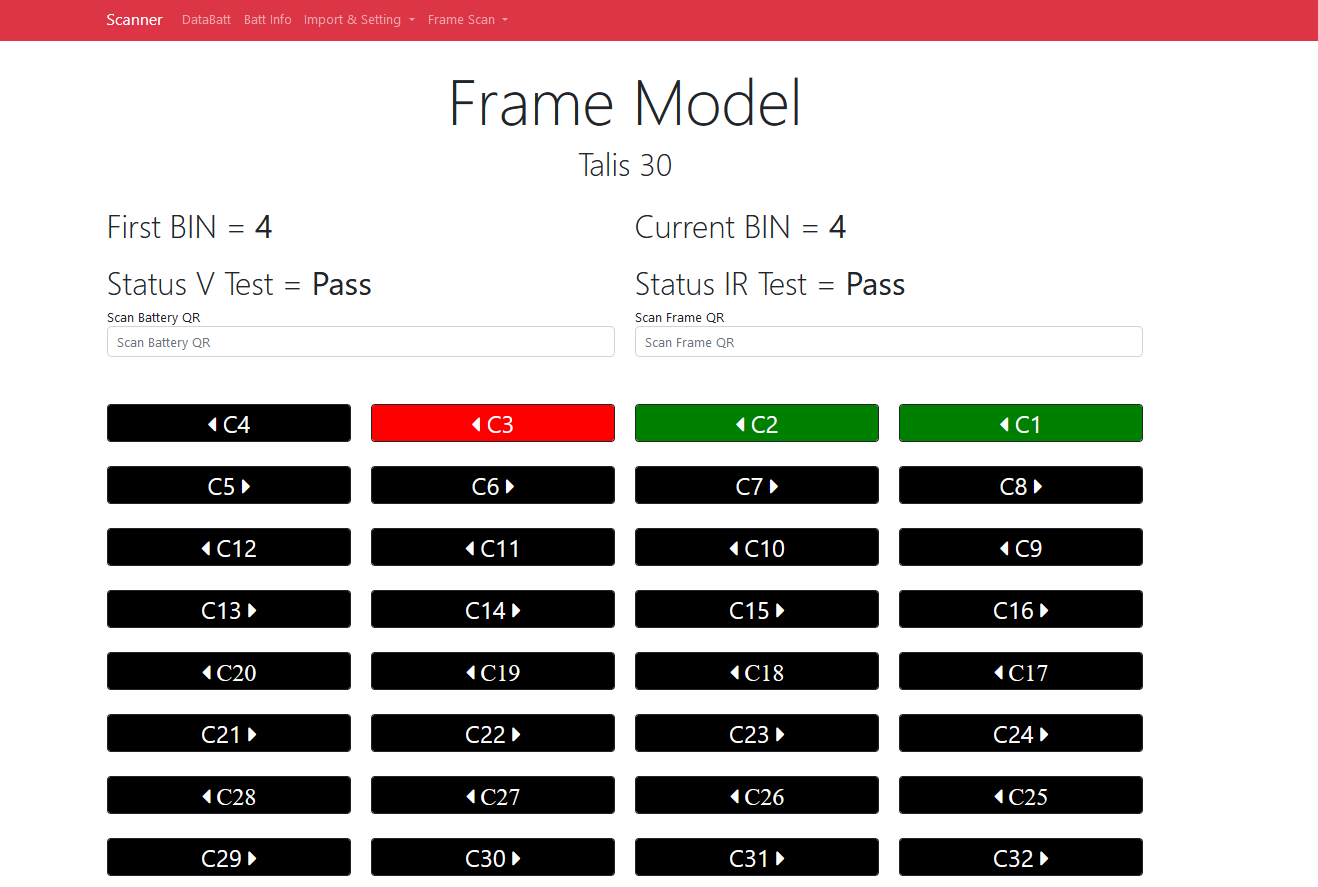 Scanner DataBatt Batt Info Import & Setting Frame Scan
Frame Model
Talis 30
First BIN = 4 Current BIN = 4
Status V Test = Pass Status IR Test = Pass
Scan Battery QR Scan Frame QR
Scan Battery QR Scan Frame QR
C4 C3 C2 C1
C5 C6 C7 C8
C12 C11 C10 C9
C13 C14 C15 C16
C20 C19 C18 C17
C21 C22 C23 C24
C28 C27 C26 C25
C29 C30 C31 C32